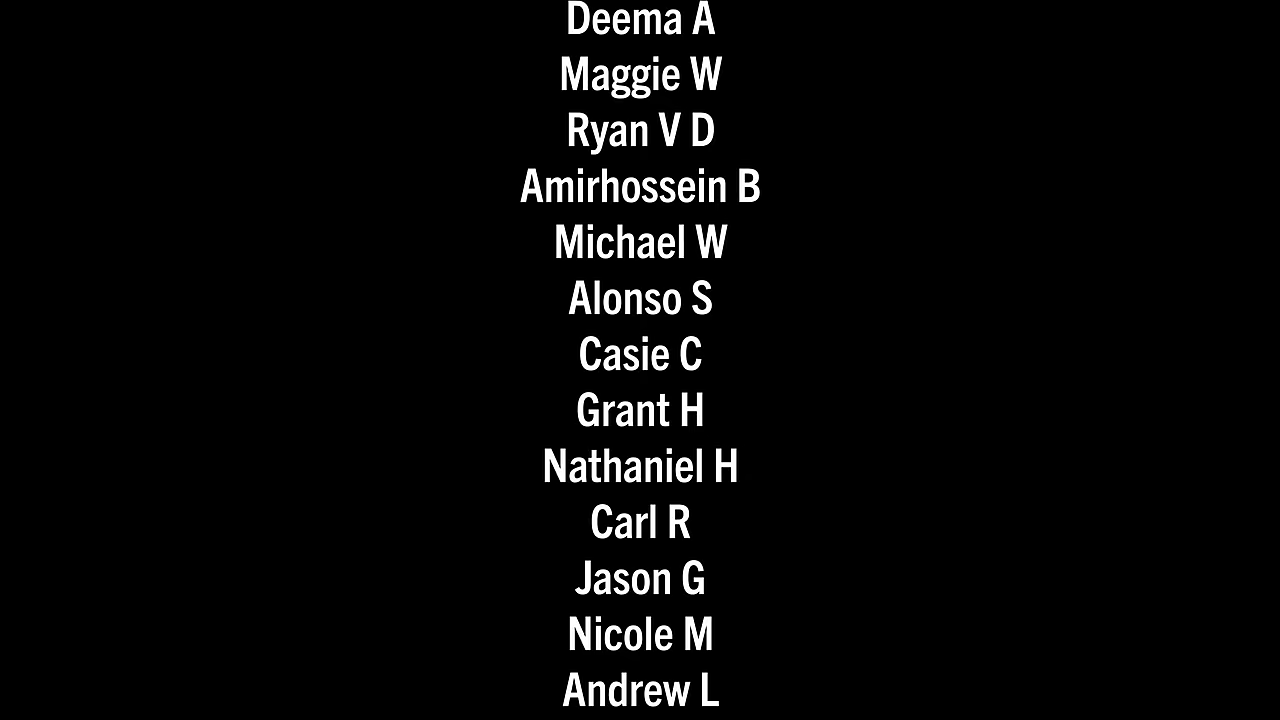 Deema A
Maggie W
Ryan V D
Amirhossein B
Michael W
Alonso S
Casie C
Grant H
Nathaniel H
Carl R
Jason G
Nicole M
Andrew L